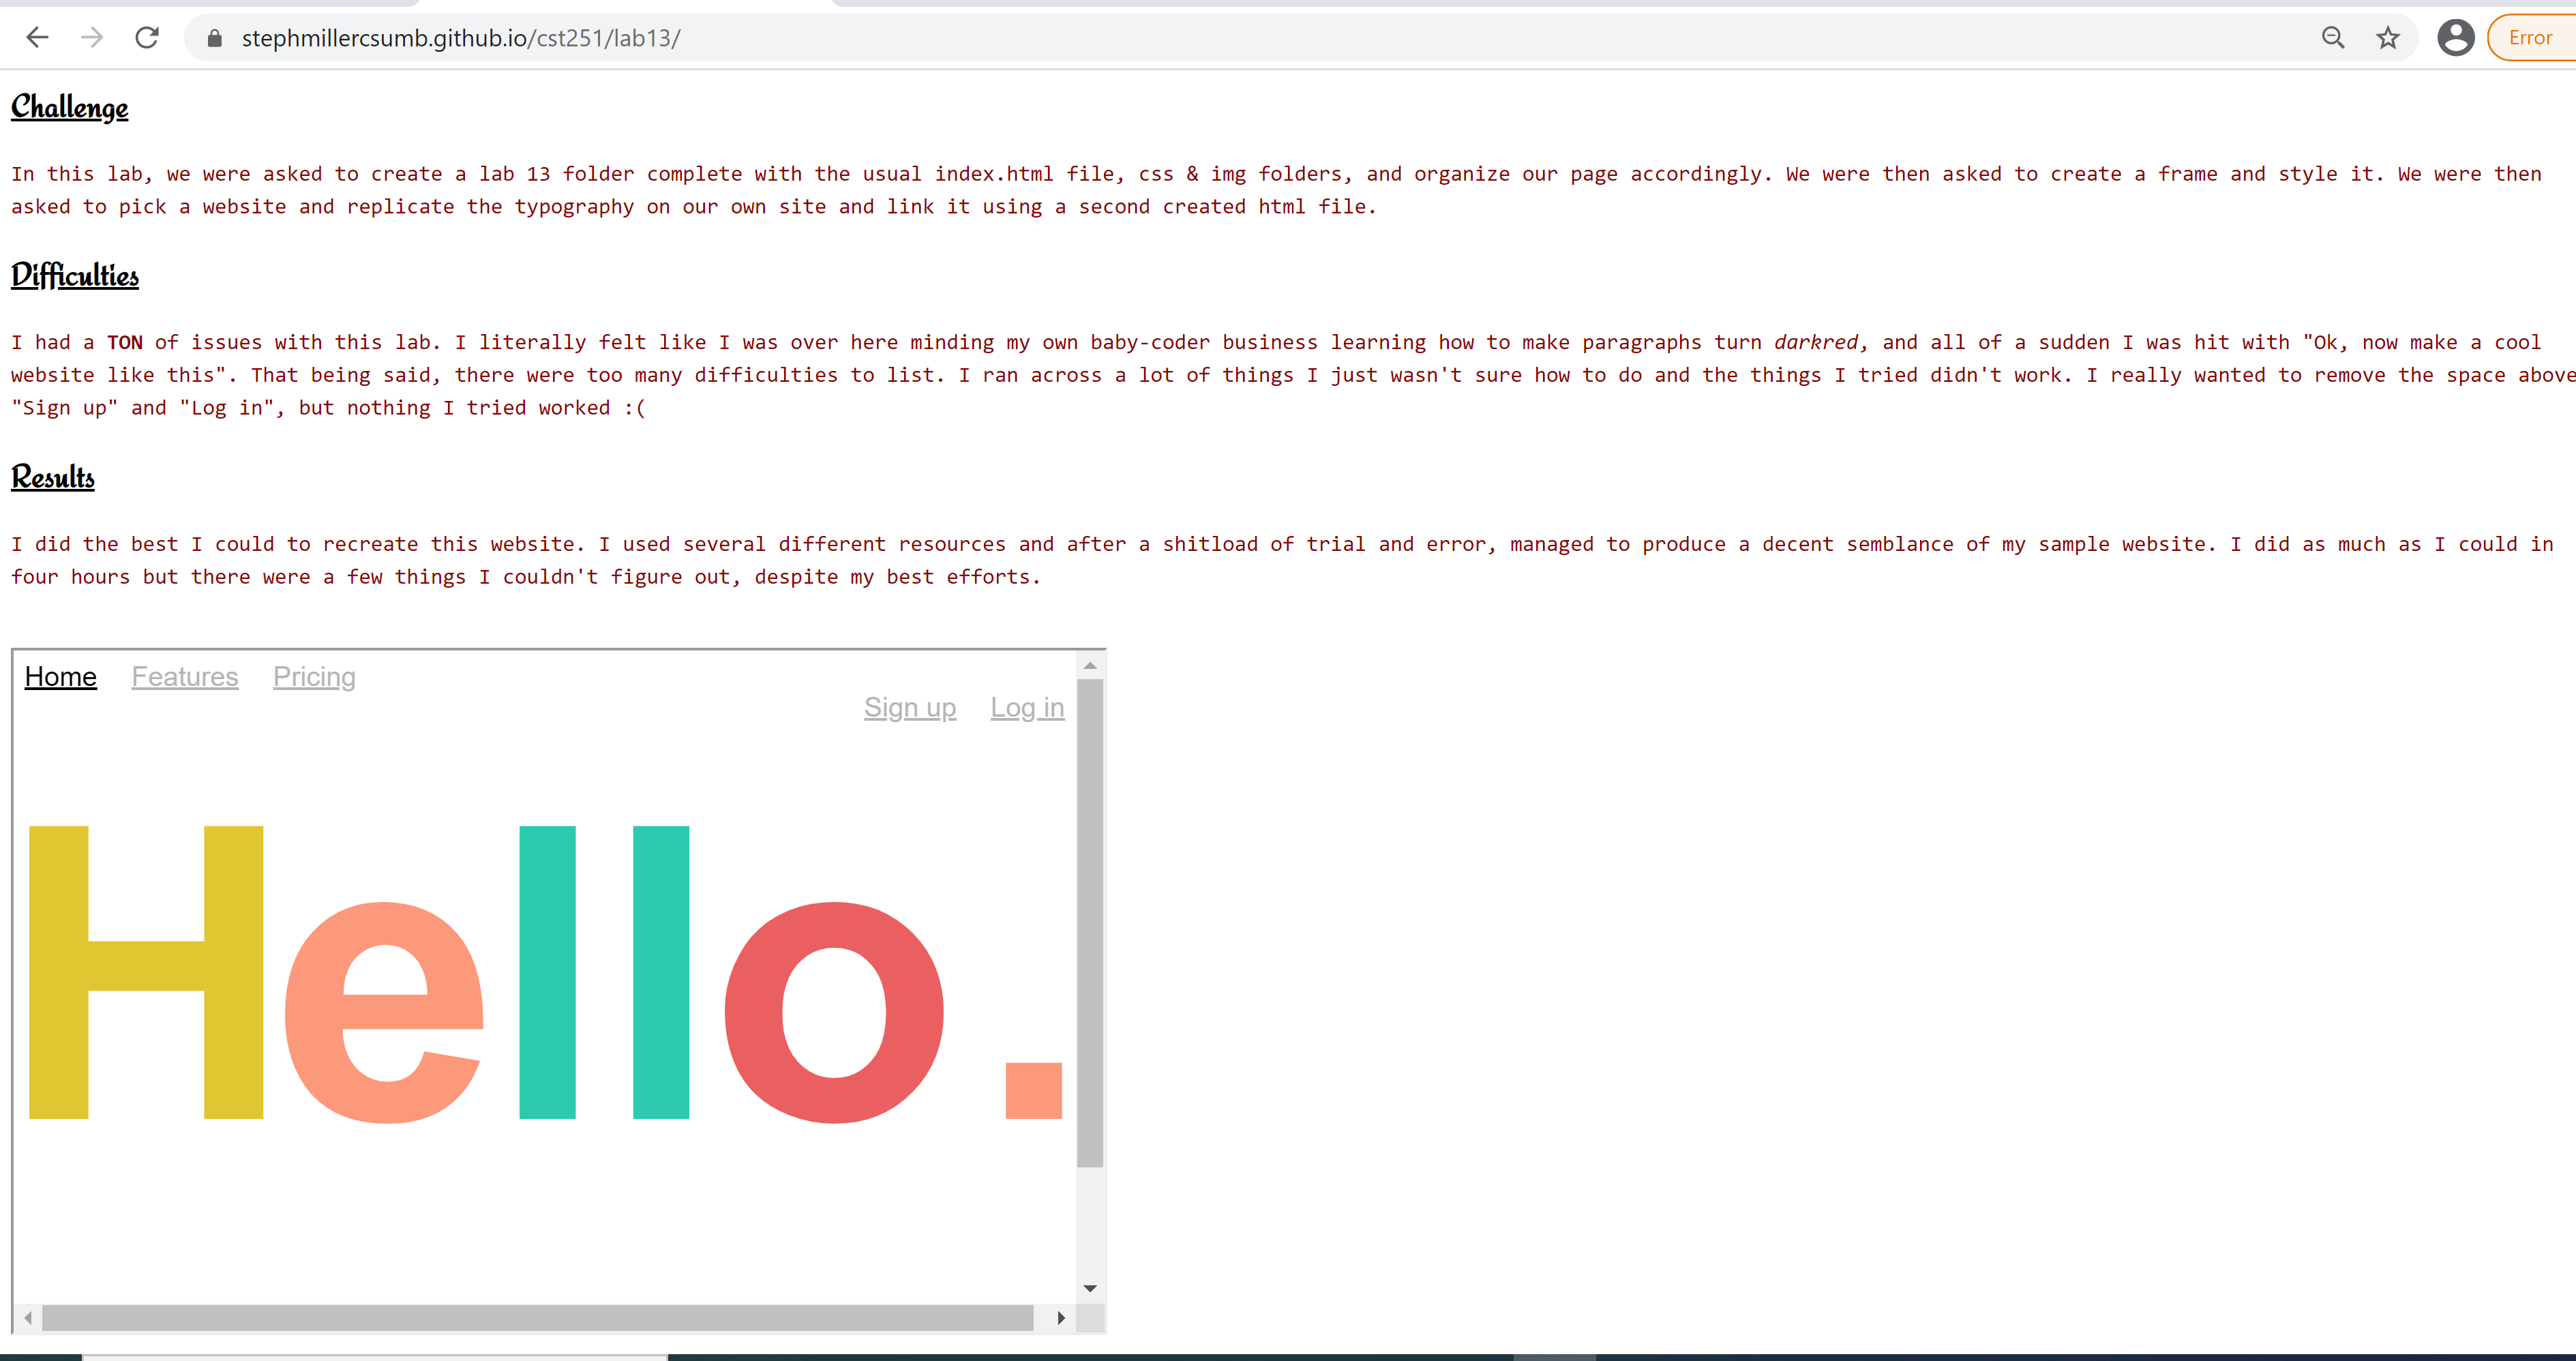 stephmillercsumb.github.io/cst251/lab13/
Error
Challenge
In this lab, we were asked to create a lab 13 folder complete with the usual index.html file, css & img folders, and organize our page accordingly. We were then asked to create a frame and style it. We were then
asked to pick a website and replicate the typography on our own site and link it using a second created html file.
Difficulties
I had a TON of issues with this lab. I literally felt like I was over here minding my own baby-coder business learning how to make paragraphs turn darkred, and all of a sudden I was hit with "Ok, now make a cool
website like this". That being said, there were too many difficulties to list. I ran across a lot of things I just wasn't sure how to do and the things I tried didn't work. I really wanted to remove the space above
"Sign up" and "Log in", but nothing I tried worked :(
Results
I did the best I could to recreate this website. I used several different resources and after a shitload of trial and error, managed to produce a decent semblance of my sample website. I did as much as I could in
four hours but there were a few things I couldn't figure out, despite my best efforts.
Home Features Pricing
Sign up Log in
Hello.